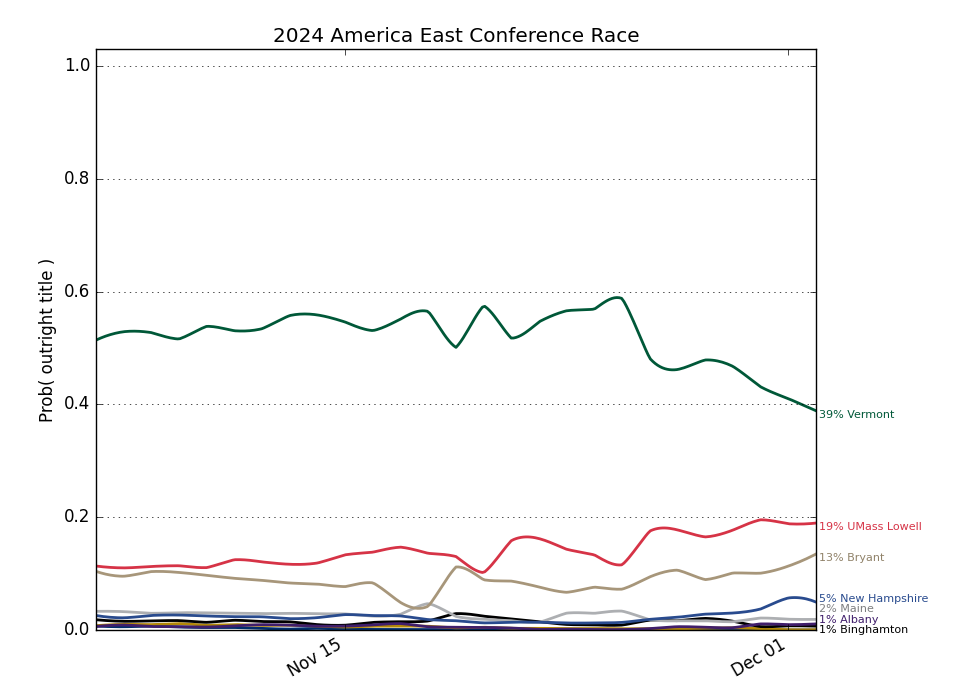 2024 America East Conference Race
Prob( outright title )
1.0
0.8
0.6
0.4
0.2
0.0
Nov 15
Dec 01
39% Vermont
19% UMass Lowell
13% Bryant
5% New Hampshire
2% Maine
1% Albany
1% Binghamton